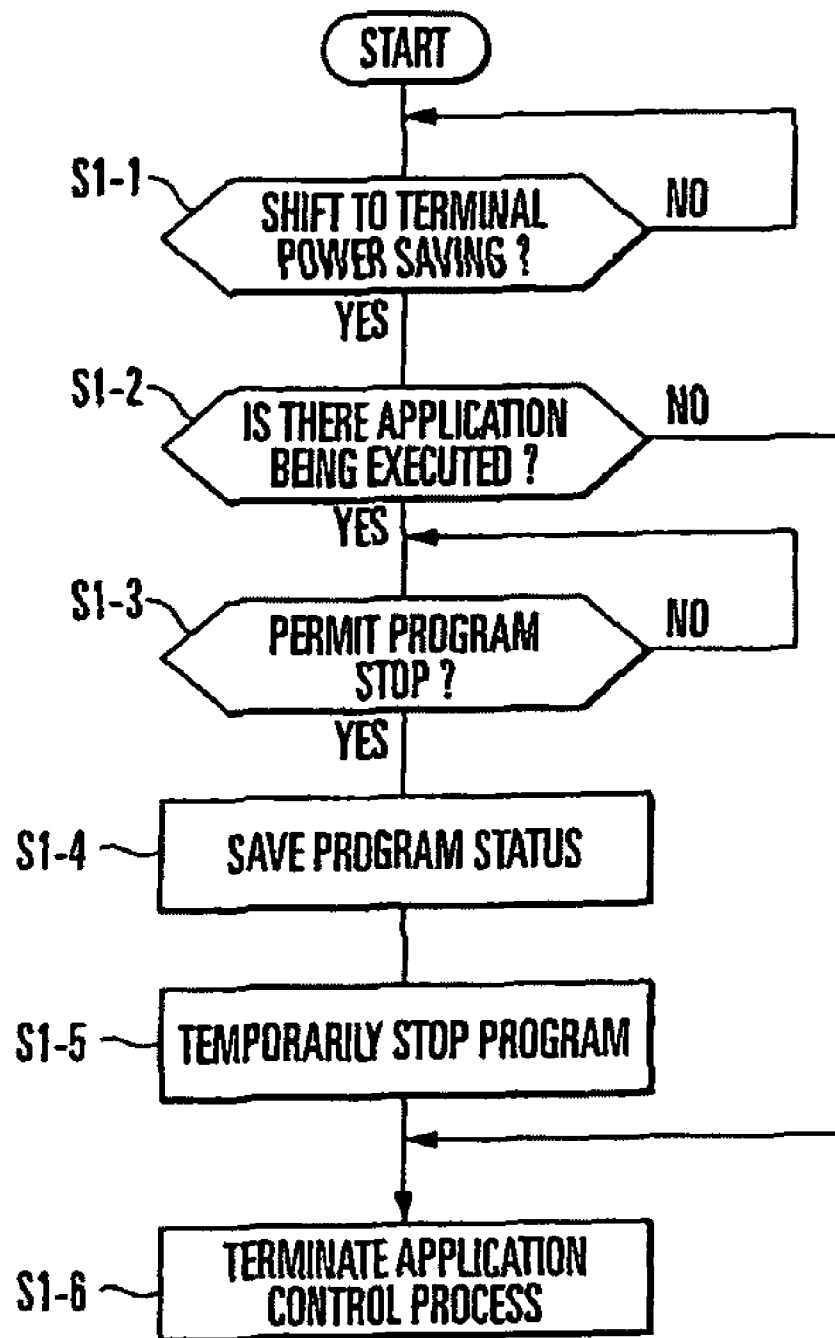 START
S1-1
SHIFT TO TERMINAL
POWER SAVING ?
NO
YES
S1-2
IS THERE APPLICATION
BEING EXECUTED ?
NO
YES
S1-3
PERMIT PROGRAM
STOP ?
NO
YES
S1-4
SAVE PROGRAM STATUS
S1-5
TEMPORARILY STOP PROGRAM
S1-6
TERMINATE APPLICATION
CONTROL PROCESS